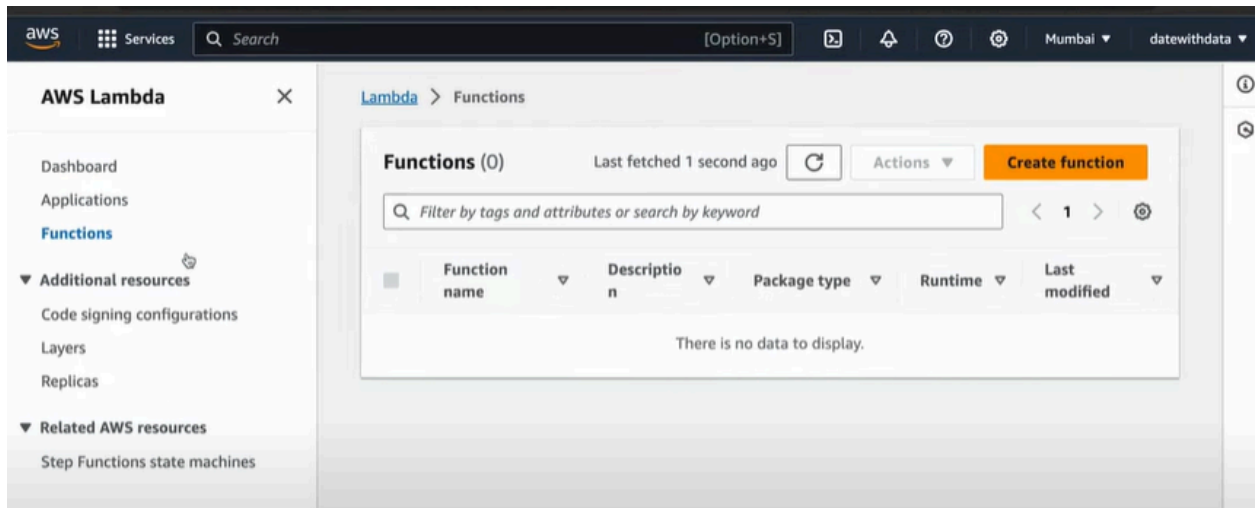 aws Services Search [Option+S] Mumbai datewithdata
AWS Lambda
Dashboard
Applications
Functions
Additional resources
Code signing configurations
Layers
Replicas
Related AWS resources
Step Functions state machines
Lambda > Functions
Functions (0) Last fetched 1 second ago Actions Create function
Filter by tags and attributes or search by keyword 1
Function
name
Descriptio
n
Package type
Runtime
Last
modified
There is no data to display.